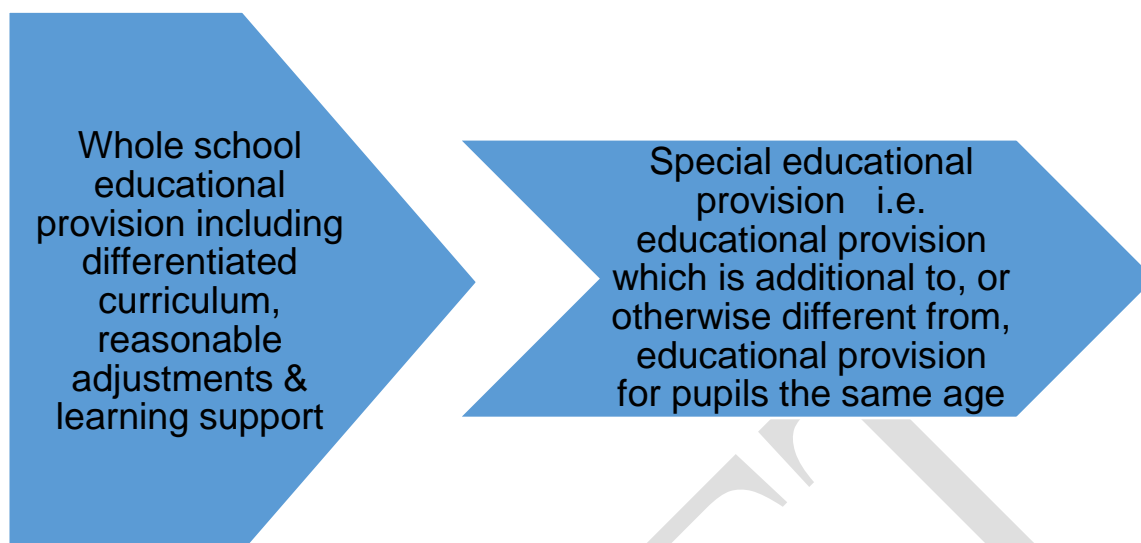 Whole school
educational
provision including
differentiated
curriculum,
reasonable
adjustments &
learning support
Special educational
provision   i.e.
educational provision
which is additional to, or
otherwise different from,
educational provision
for pupils the same age